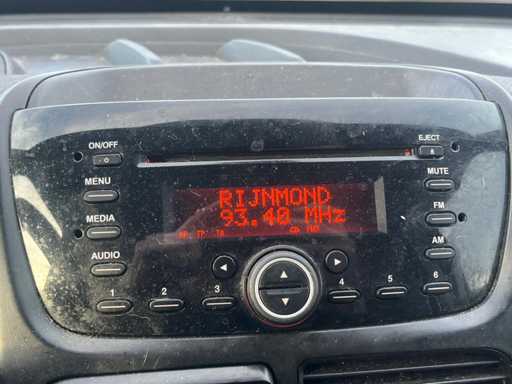 ON/OFF
EJECT
MENU
MUTE
RIJNMOND
93.40 MHz
MEDIA
FM
AUDIO
AM
1 2 3 4 5 6